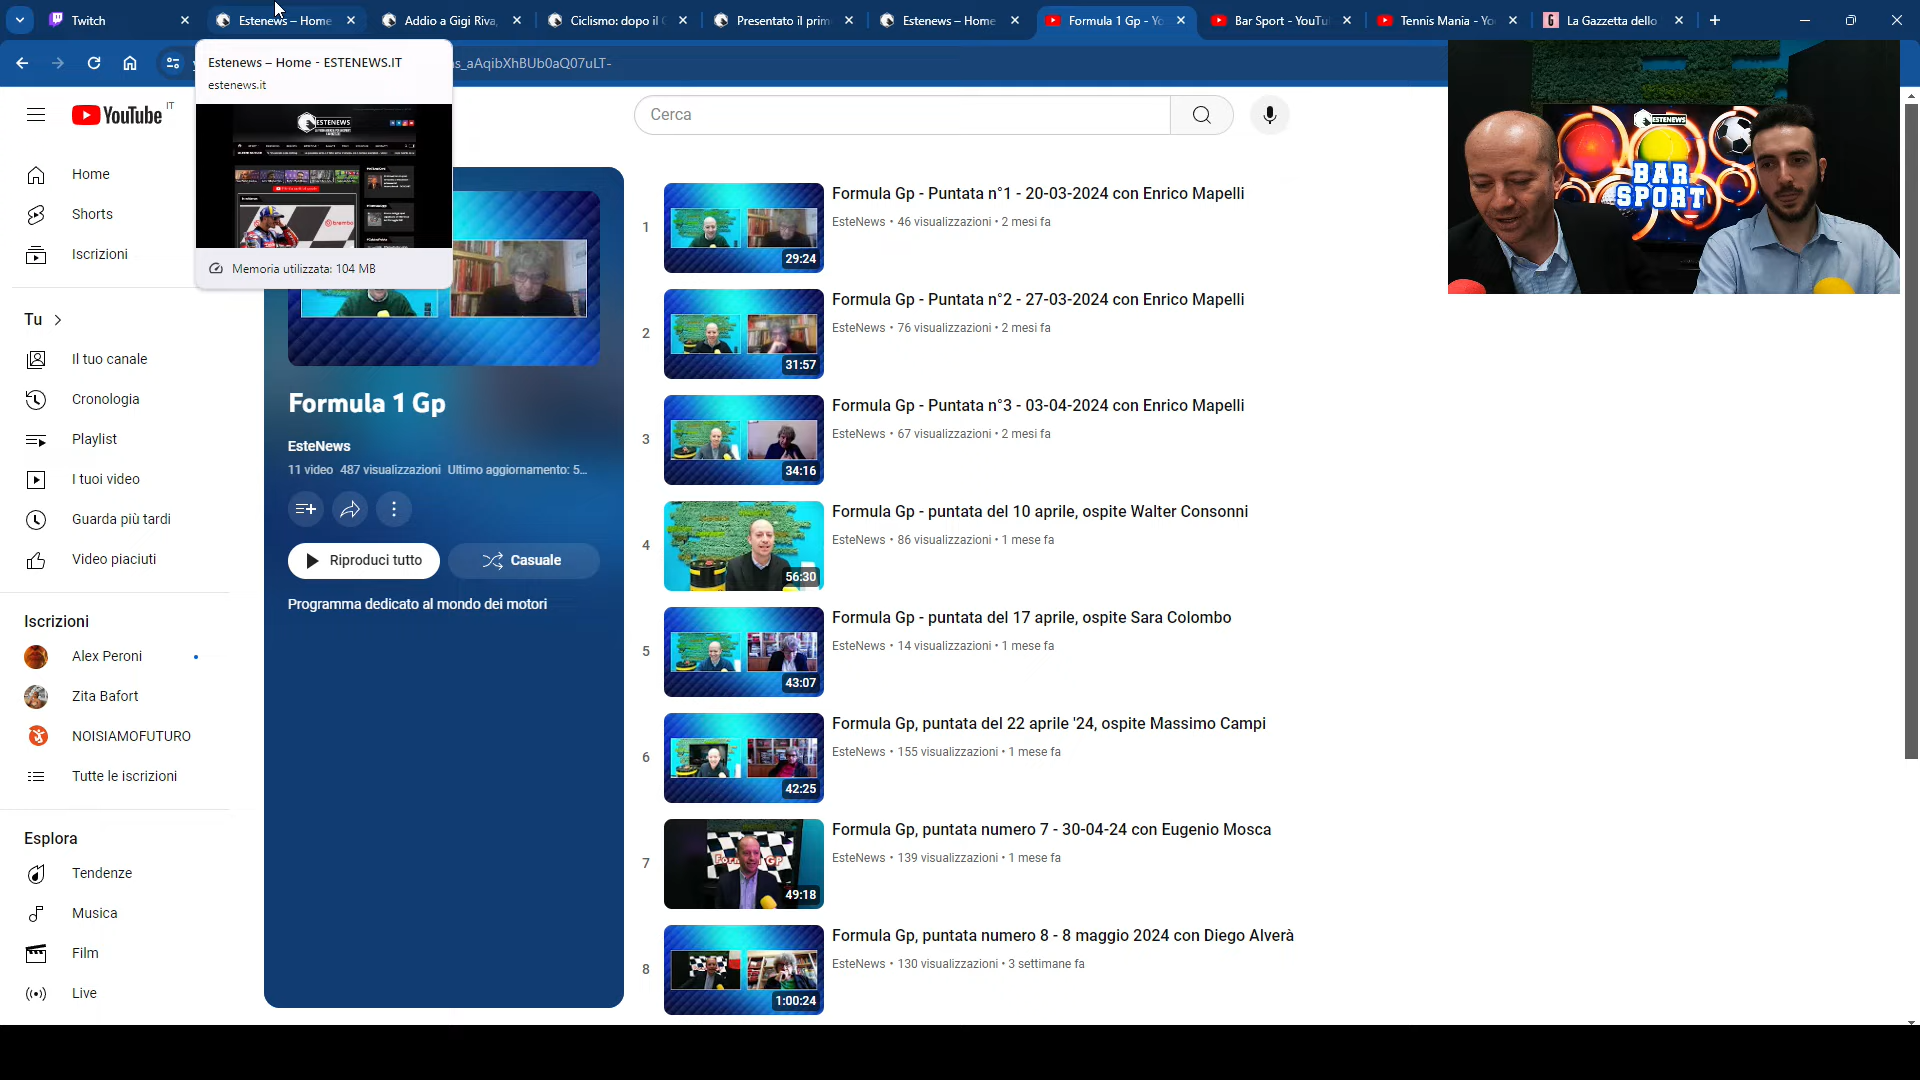 Twitch
Estenews – Home
Addio a Gigi Riva,
Ciclismo: dopo il G
Presentato il prim
Estenews – Home
Formula 1 Gp - Yo
Bar Sport - YouTu
Tennis Mania - Yo
La Gazzetta dello
Estenews – Home - ESTENEWS.IT
estenews.it
s_aAqibXhBUb0aQ07uLT-
ESTENEWS
brembo
Memoria utilizzata: 104 MB
YouTube IT
Cerca
Home
Shorts
Iscrizioni
Tu
Il tuo canale
Cronologia
Playlist
I tuoi video
Guarda più tardi
Video piaciuti
Iscrizioni
Alex Peroni
Zita Bafort
NOISIAMOFUTURO
Tutte le iscrizioni
Esplora
Tendenze
Musica
Film
Live
Formula 1 Gp
EsteNews
11 video 487 visualizzazioni Ultimo aggiornamento: 5...
Riproduci tutto
Casuale
Programma dedicato al mondo dei motori
1
29:24
Formula Gp - Puntata n°1 - 20-03-2024 con Enrico Mapelli
EsteNews • 46 visualizzazioni • 2 mesi fa
2
31:57
Formula Gp - Puntata n°2 - 27-03-2024 con Enrico Mapelli
EsteNews • 76 visualizzazioni • 2 mesi fa
3
34:16
Formula Gp - Puntata n°3 - 03-04-2024 con Enrico Mapelli
EsteNews • 67 visualizzazioni • 2 mesi fa
4
56:30
Formula Gp - puntata del 10 aprile, ospite Walter Consonni
EsteNews • 86 visualizzazioni • 1 mese fa
5
43:07
Formula Gp - puntata del 17 aprile, ospite Sara Colombo
EsteNews • 14 visualizzazioni • 1 mese fa
6
42:25
Formula Gp, puntata del 22 aprile '24, ospite Massimo Campi
EsteNews • 155 visualizzazioni • 1 mese fa
7
49:18
Formula Gp, puntata numero 7 - 30-04-24 con Eugenio Mosca
EsteNews • 139 visualizzazioni • 1 mese fa
8
1:00:24
Formula Gp, puntata numero 8 - 8 maggio 2024 con Diego Alverà
EsteNews • 130 visualizzazioni • 3 settimane fa
ESTENEWS
BAR
SPORT